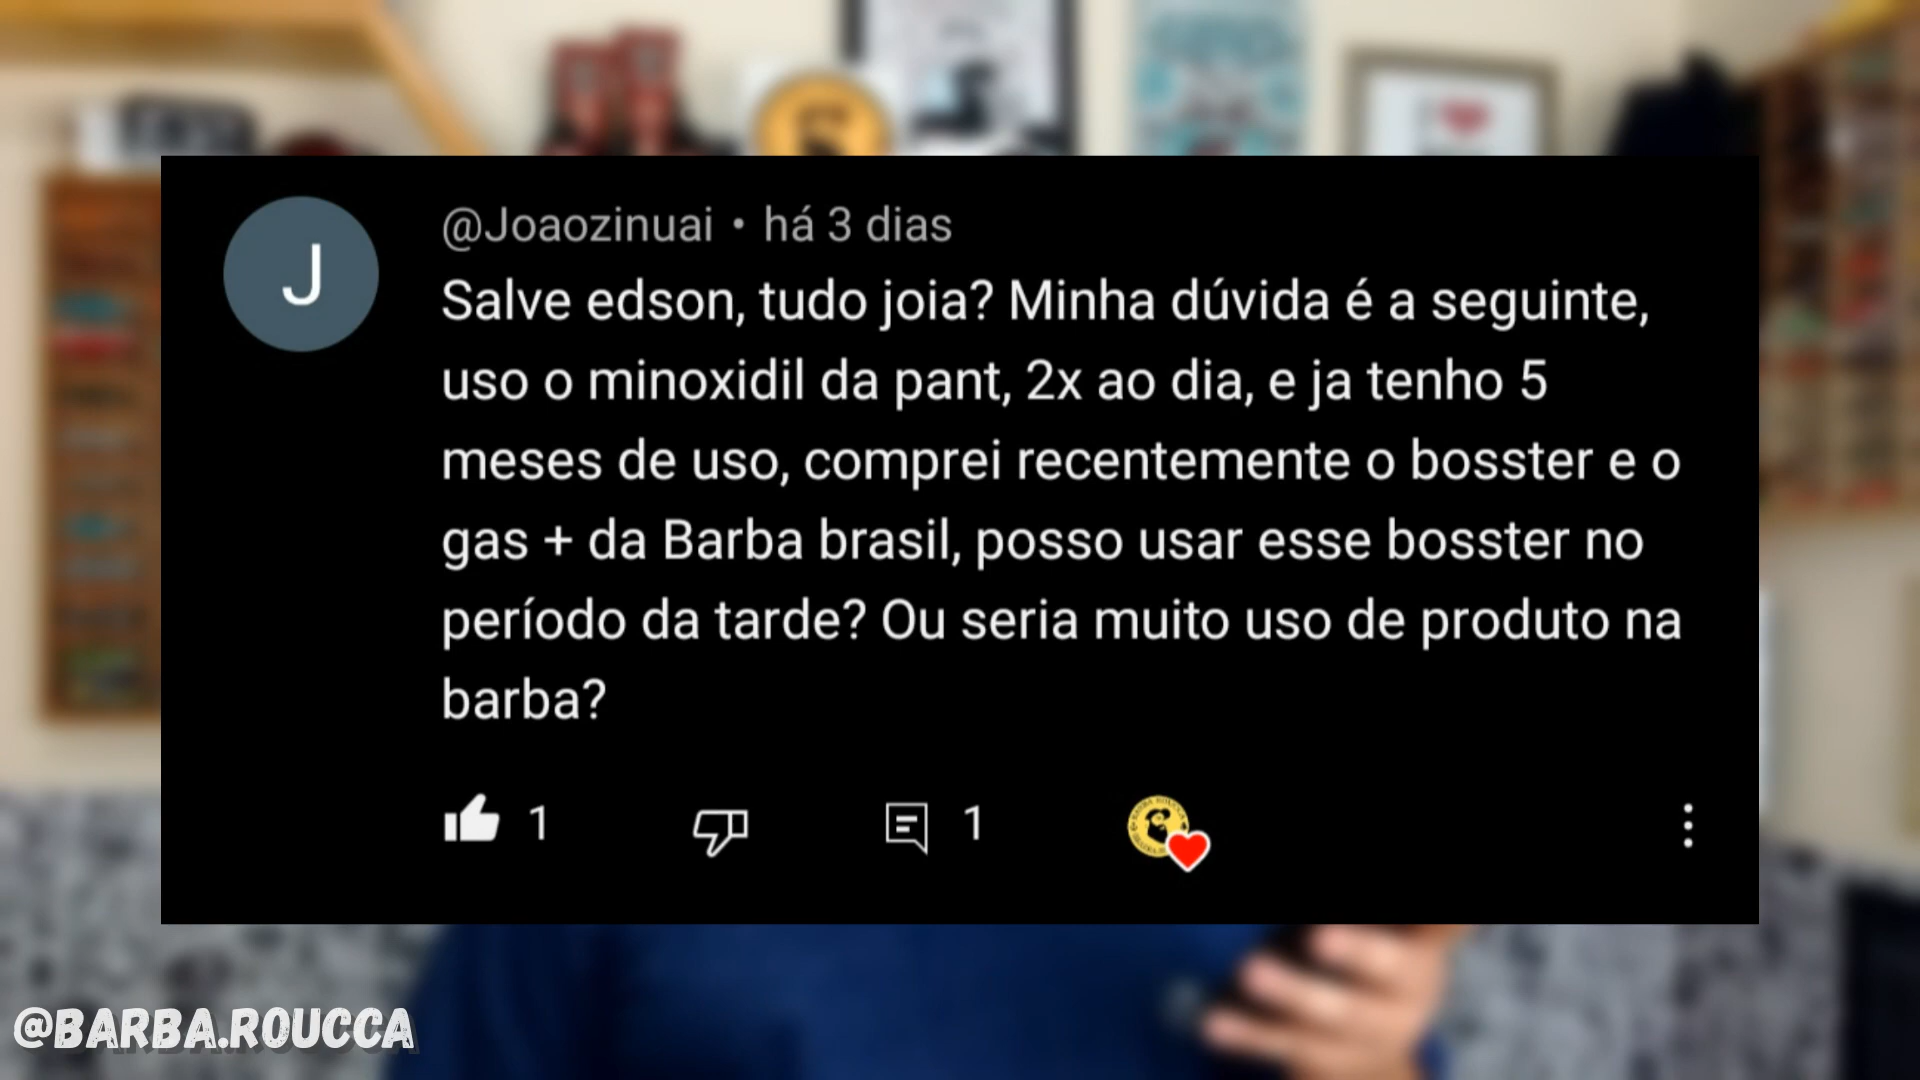 J
@Joaozinuai • há 3 dias
Salve edson, tudo joia? Minha dúvida é a seguinte,
uso o minoxidil da pant, 2x ao dia, e ja tenho 5
meses de uso, comprei recentemente o bosster e o
gas + da Barba brasil, posso usar esse bosster no
período da tarde? Ou seria muito uso de produto na
barba?
1 1
@BARBA.ROUCCA